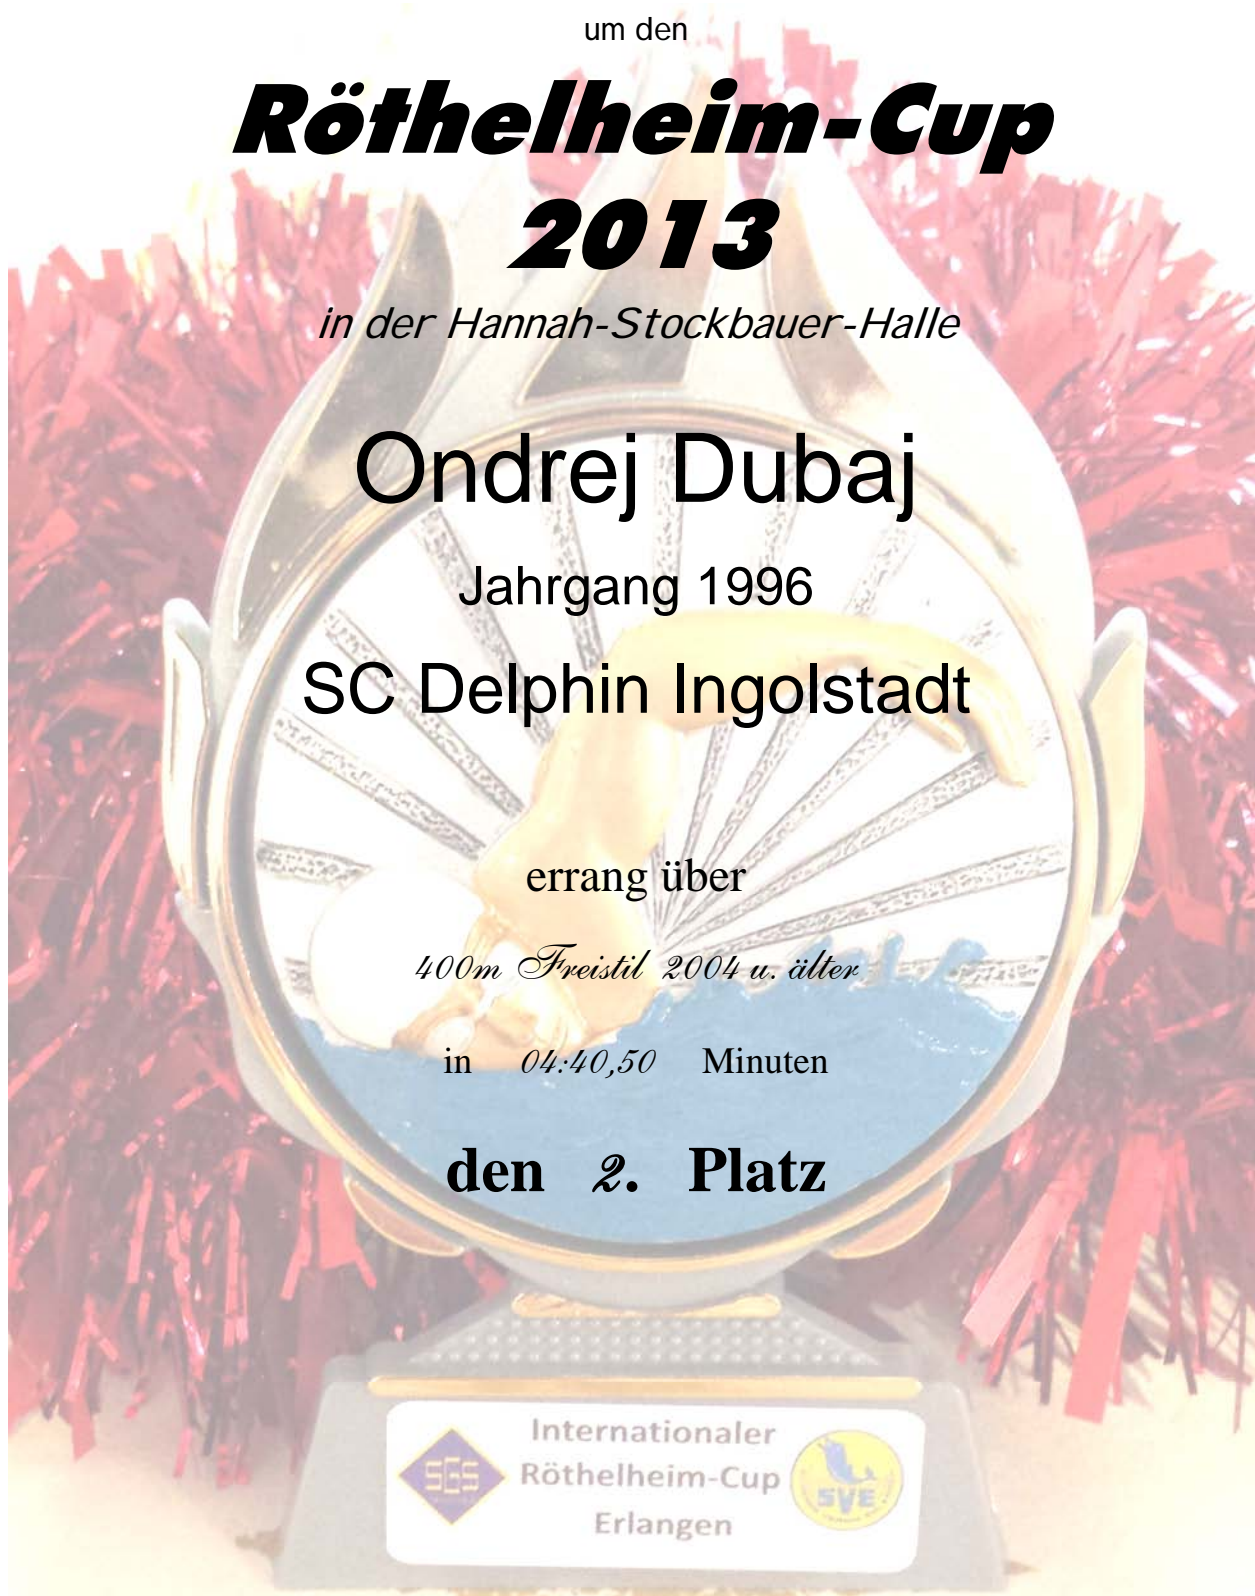 um den
Röthelheim-Cup
2013
in der Hannah-Stockbauer-Halle
Ondrej Dubaj
Jahrgang 1996
SC Delphin Ingolstadt
errang über
400m Freistil 2004 u. älter
in 04:40,50 Minuten
den 2. Platz
Internationaler
Röthelheim-Cup
Erlangen
SGS
SVE